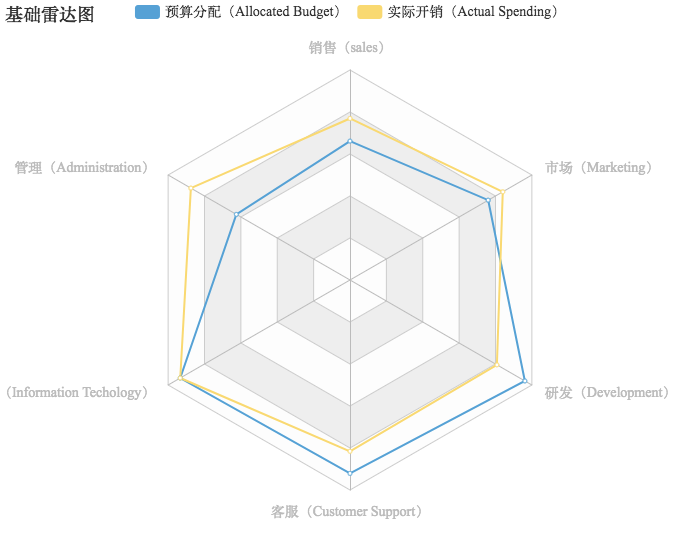 基础雷达图
预算分配（Allocated Budget）
实际开销（Actual Spending）
销售（sales）
管理（Administration）
市场（Marketing）
（Information Techology）
研发（Development）
客服（Customer Support）